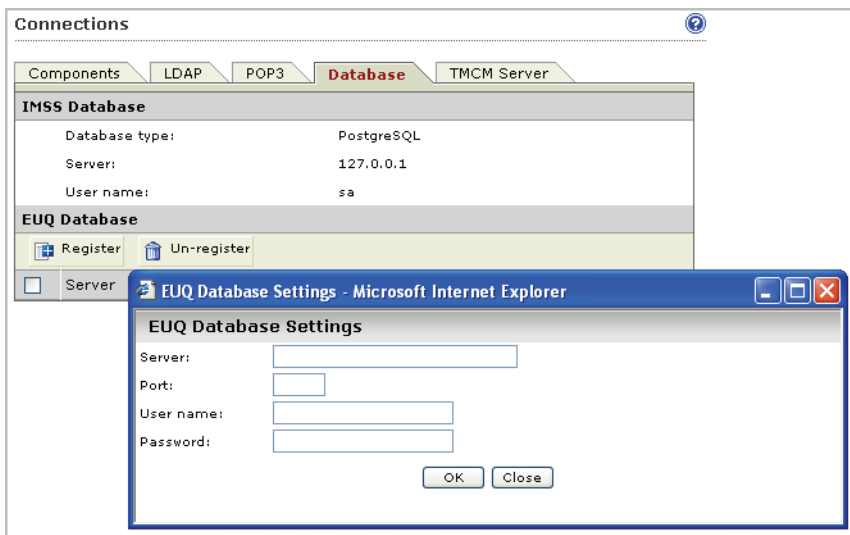 Connections
Components LDAP POP3 Database TMCM Server
IMSS Database
Database type: PostgreSQL
Server: 127.0.0.1
User name: sa
EUQ Database
Register Un-register
Server
EUQ Database Settings - Microsoft Internet Explorer
EUQ Database Settings
Server:
Port:
User name:
Password:
OK Close